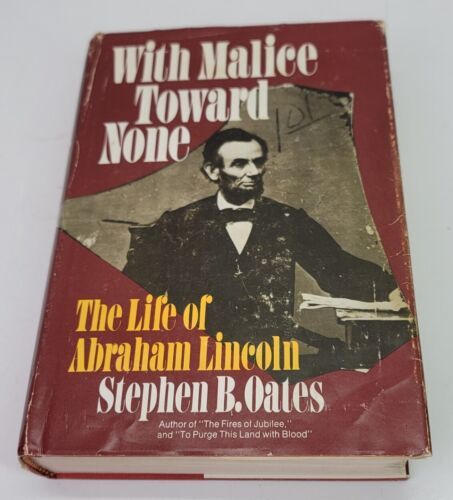 With Malice
Toward
None
101
The Life of
Abraham Lincoln
Stephen B. Oates
Author of "The Fires of Jubilee,"
and "To Purge This Land with Blood"